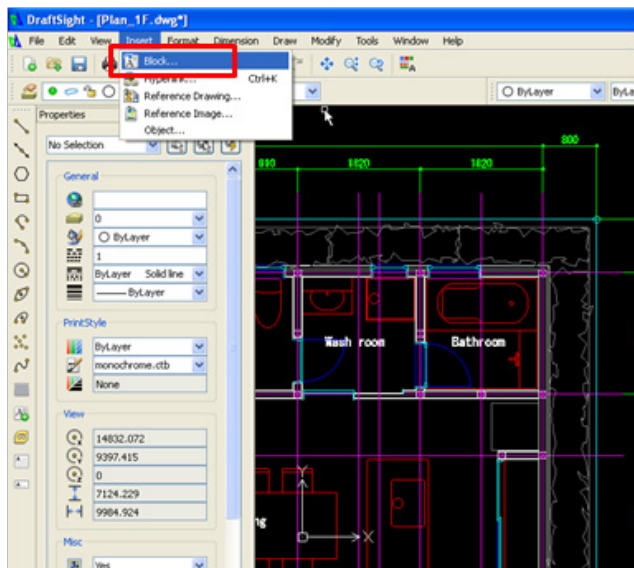 DraftSight - [Plan_1F.dwg*]
File Edit View Insert Format Dimension Draw Modify Tools Window Help
Block...
Hyperlink... Ctrl+K
Reference Drawing...
Reference Image...
Object...
ByLayer
Properties
No Selection
General
0
ByLayer
1
ByLayer Solid line
ByLayer
PrintStyle
ByLayer
monochrome.ctb
None
View
14832.072
9397.415
0
7124.229
9984.924
Misc
Yes
800
910 1820 1820
Wash room Bathroom
Y
X